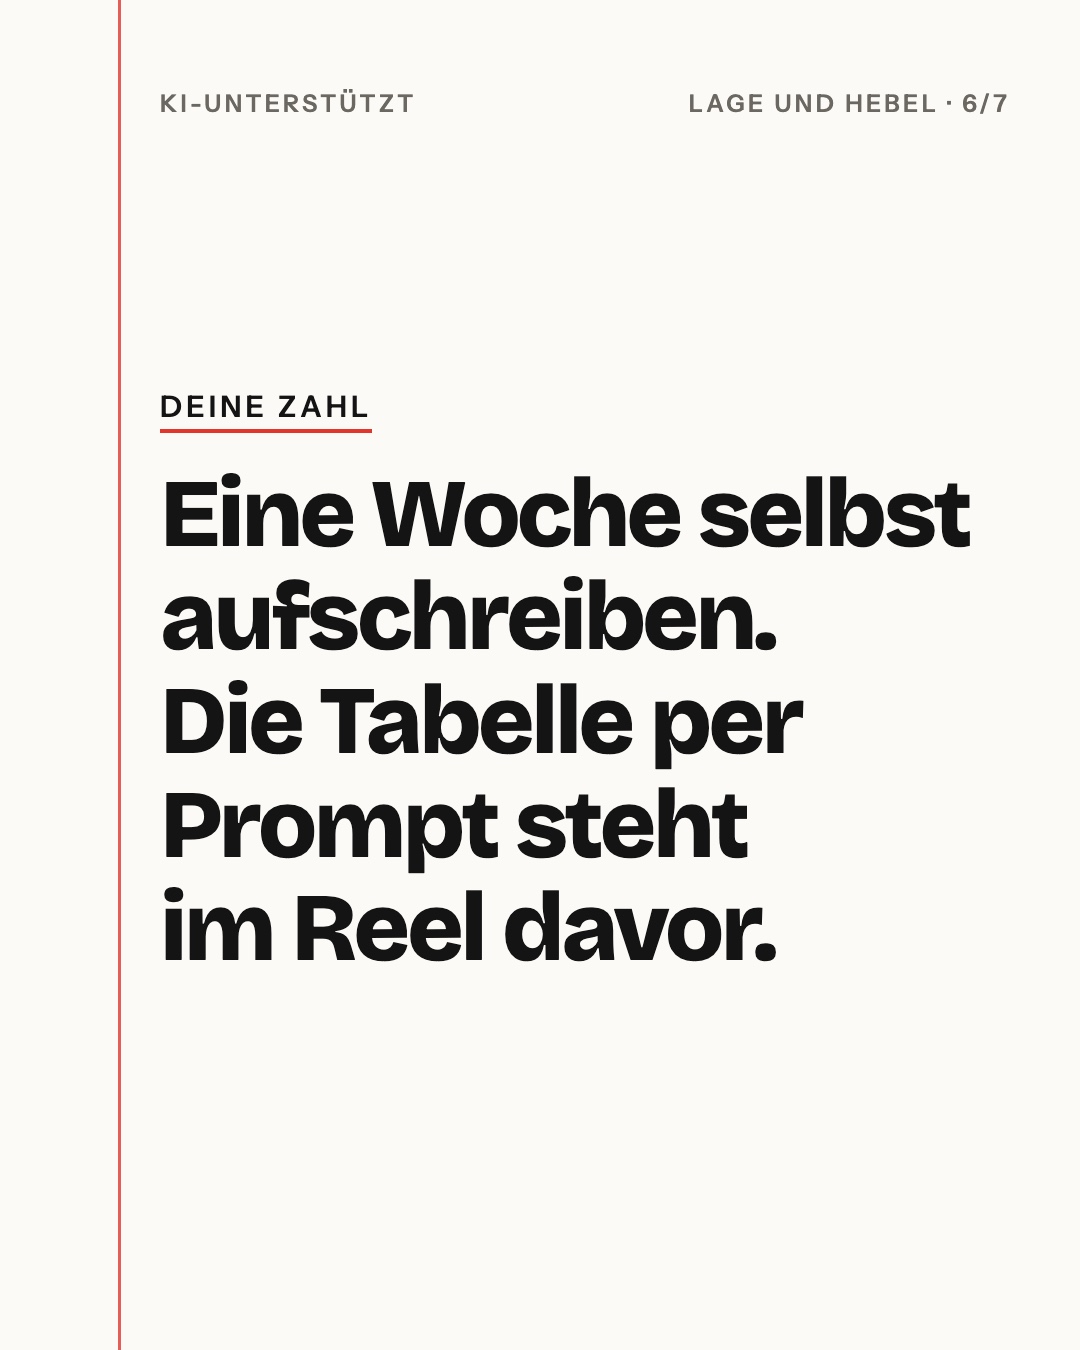 KI-UNTERSTÜTZT
LAGE UND HEBEL · 6/7
DEINE ZAHL
Eine Woche selbst
aufschreiben.
Die Tabelle per
Prompt steht
im Reel davor.